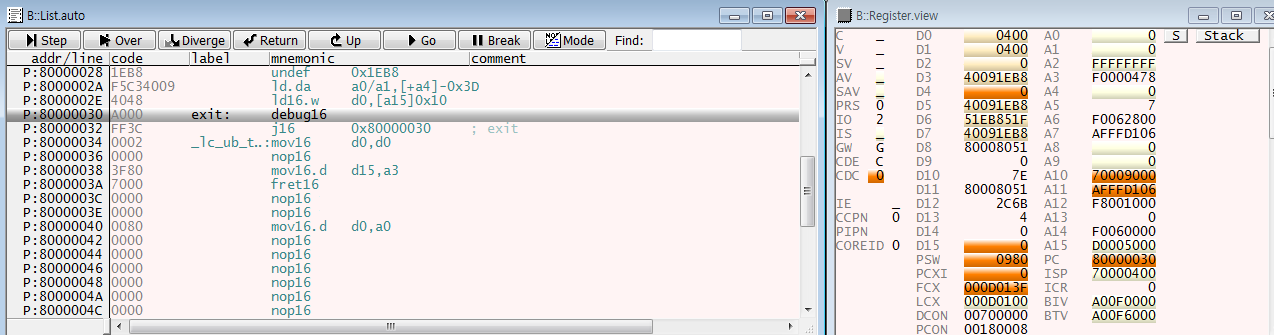 B::List.auto
Step Over Diverge Return Up Go Break Mode Find:
addr/line code label mnemonic comment
P:80000028 1EB8 undef 0x1EB8
P:8000002A F5C34009 ld.da a0/a1,[+a4]-0x3D
P:8000002E 4048 ld16.w d0,[a15]0x10
P:80000030 A000 exit: debug16
P:80000032 FF3C j16 0x80000030 ; exit
P:80000034 0002 _lc_ub_t..:mov16 d0,d0
P:80000036 0000 nop16
P:80000038 3F80 mov16.d d15,a3
P:8000003A 7000 fret16
P:8000003C 0000 nop16
P:8000003E 0000 nop16
P:80000040 0080 mov16.d d0,a0
P:80000042 0000 nop16
P:80000044 0000 nop16
P:80000046 0000 nop16
P:80000048 0000 nop16
P:8000004A 0000 nop16
P:8000004C 0000 nop16
B::Register.view
C _ D0 0400 A0 0 S Stack
V _ D1 0400 A1 0
SV _ D2 0 A2 FFFFFFFF
AV _ D3 40091EB8 A3 F0000478
SAV _ D4 0 A4 0
PRS 0 D5 40091EB8 A5 7
IO 2 D6 51EB851F A6 F0062800
IS _ D7 40091EB8 A7 AFFFD106
GW G D8 80008051 A8 0
CDE C D9 0 A9 0
CDC 0 D10 7E A10 70009000
D11 80008051 A11 AFFFD106
IE _ D12 2C6B A12 F8001000
CCPN 0 D13 4 A13 0
PIPN D14 0 A14 F0060000
COREID 0 D15 0 A15 D0005000
PSW 0980 PC 80000030
PCXI 0 ISP 70000400
FCX 000D013F ICR 0
LCX 000D0100 BIV A00F0000
DCON 00700000 BTV A00F6000
PCON 00180008